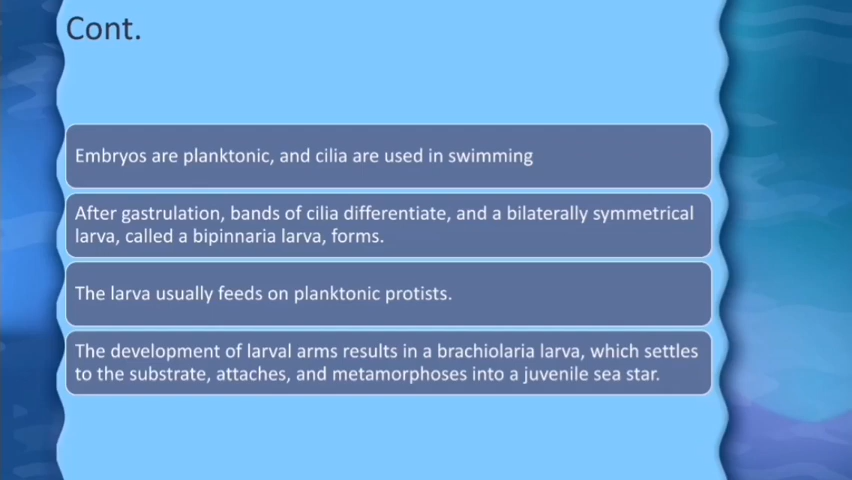 Cont.
Embryos are planktonic, and cilia are used in swimming
After gastrulation, bands of cilia differentiate, and a bilaterally symmetrical
larva, called a bipinnaria larva, forms.
The larva usually feeds on planktonic protists.
The development of larval arms results in a brachiolaria larva, which settles
to the substrate, attaches, and metamorphoses into a juvenile sea star.